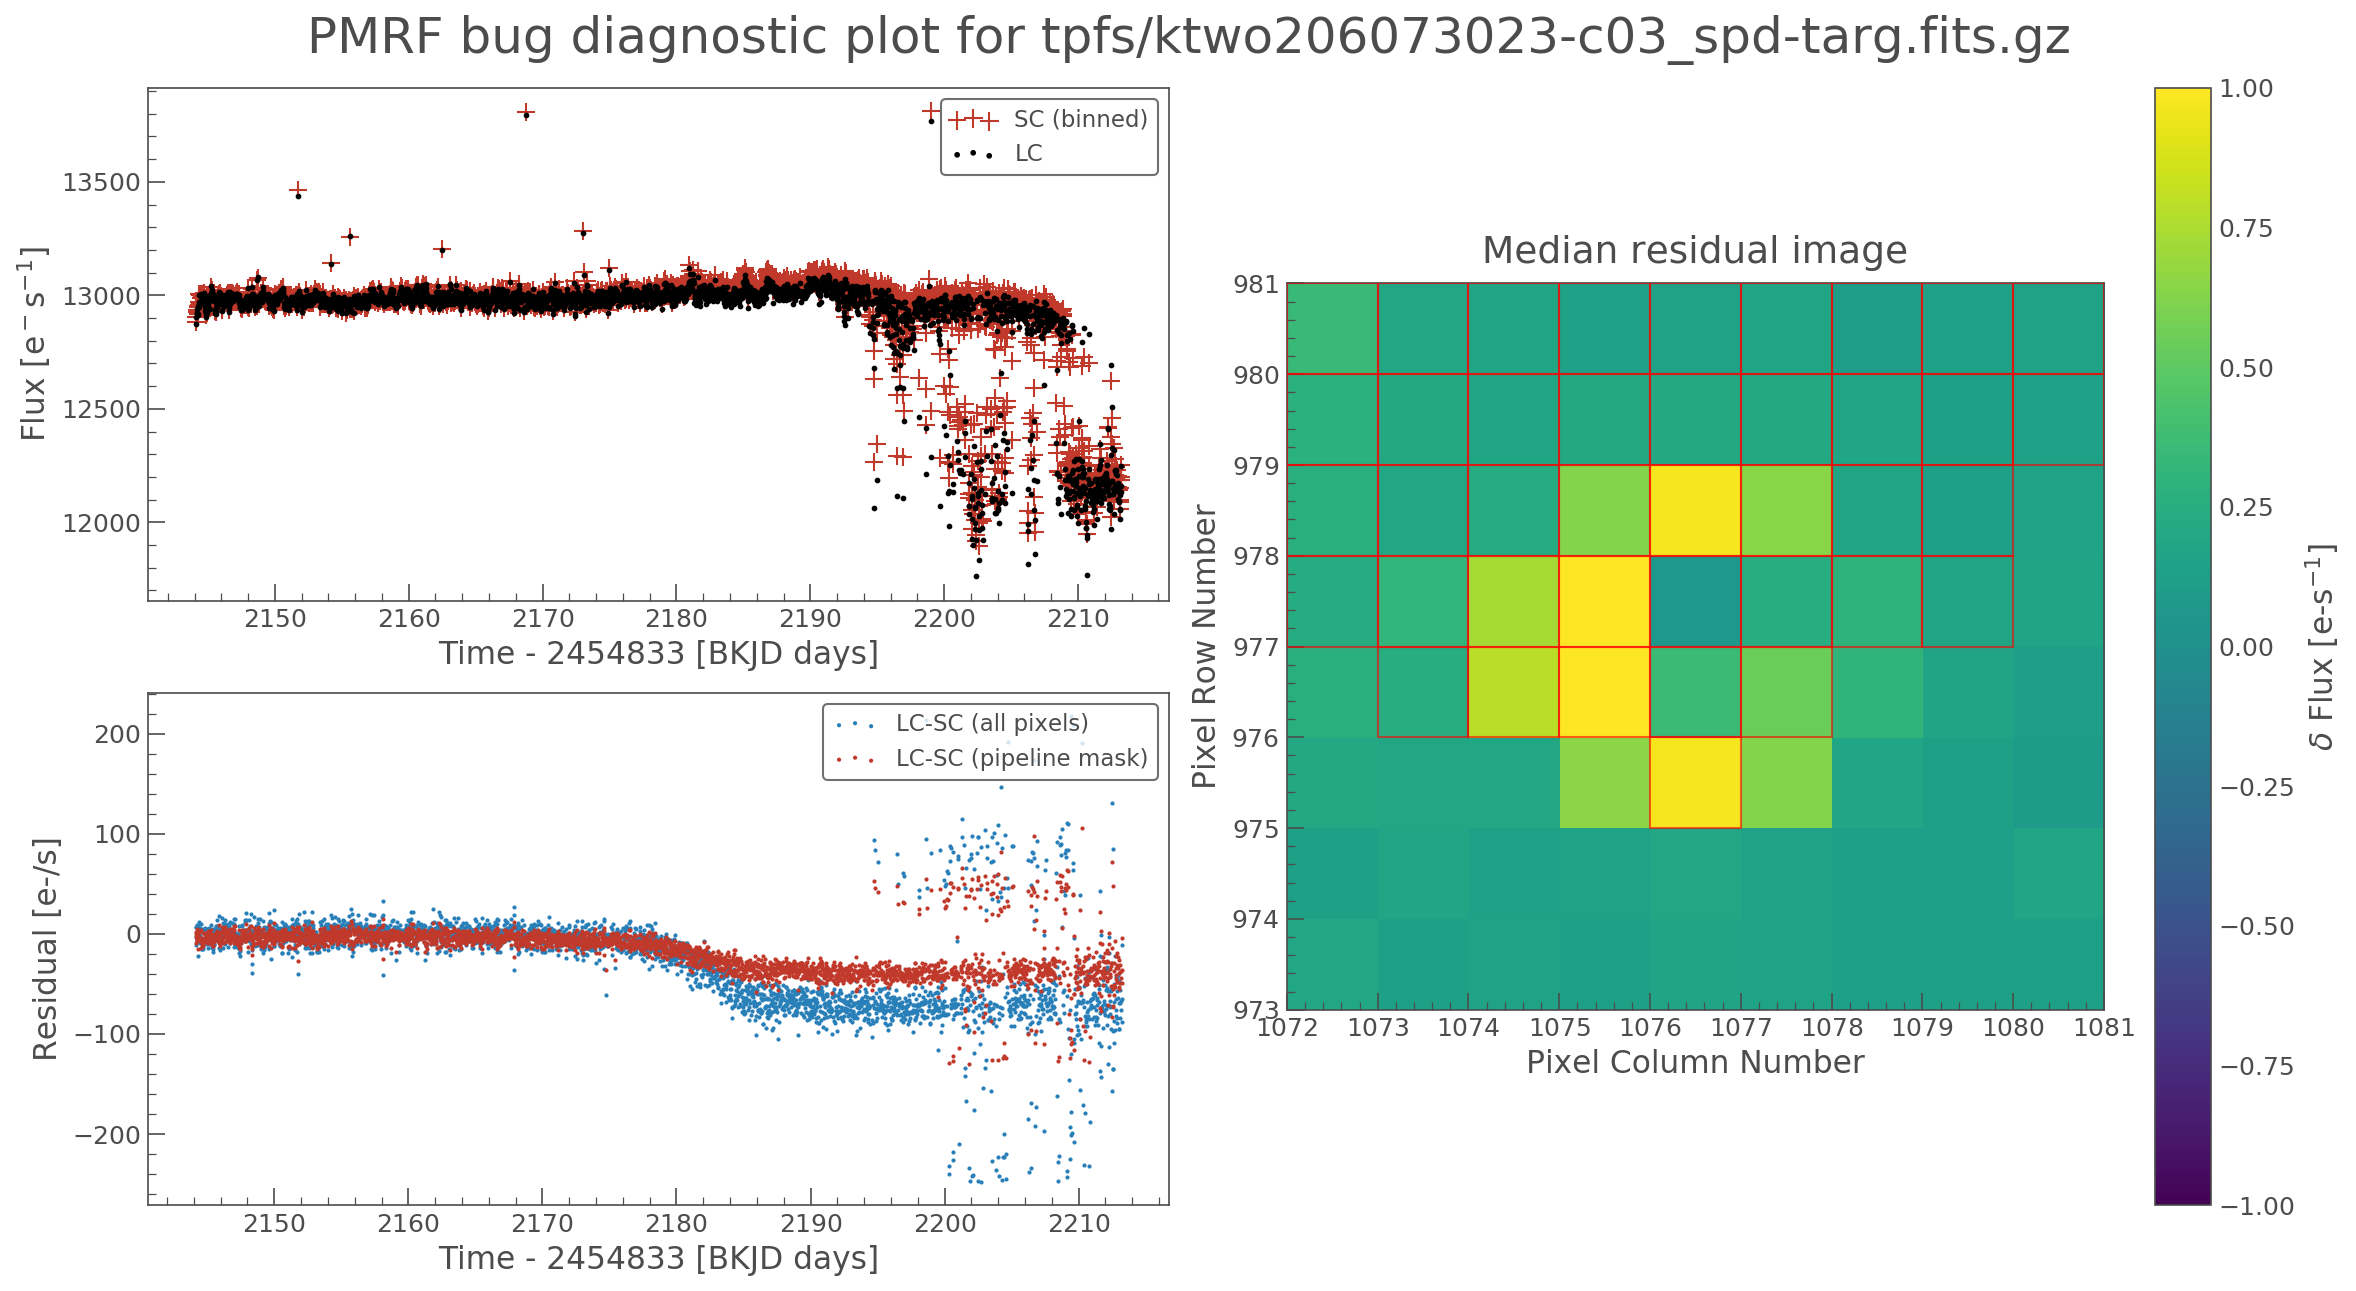 PMRF bug diagnostic plot for tpfs/ktwo206073023-c03_spd-targ.fits.gz
Flux [e⁻ s⁻¹]
13500
13000
12500
12000
SC (binned)
LC
2150 2160 2170 2180 2190 2200 2210
Time - 2454833 [BKJD days]
Residual [e-/s]
200
100
0
−100
−200
LC-SC (all pixels)
LC-SC (pipeline mask)
2150 2160 2170 2180 2190 2200 2210
Time - 2454833 [BKJD days]
Median residual image
Pixel Row Number
981
980
979
978
977
976
975
974
973
1072 1073 1074 1075 1076 1077 1078 1079 1080 1081
Pixel Column Number
1.00
0.75
0.50
0.25
0.00
−0.25
−0.50
−0.75
−1.00
δ Flux [e-s⁻¹]